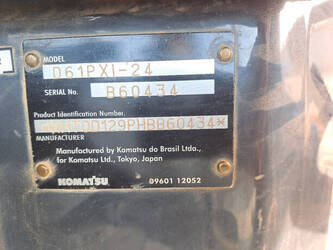 MODEL
D61PXI-24
SERIAL No. B60434
Product Identification Number
MANUFACTURER
Manufactured by Komatsu do Brasil Ltda.,
for Komatsu Ltd., Tokyo, Japan
KOMATSU 09601 12052